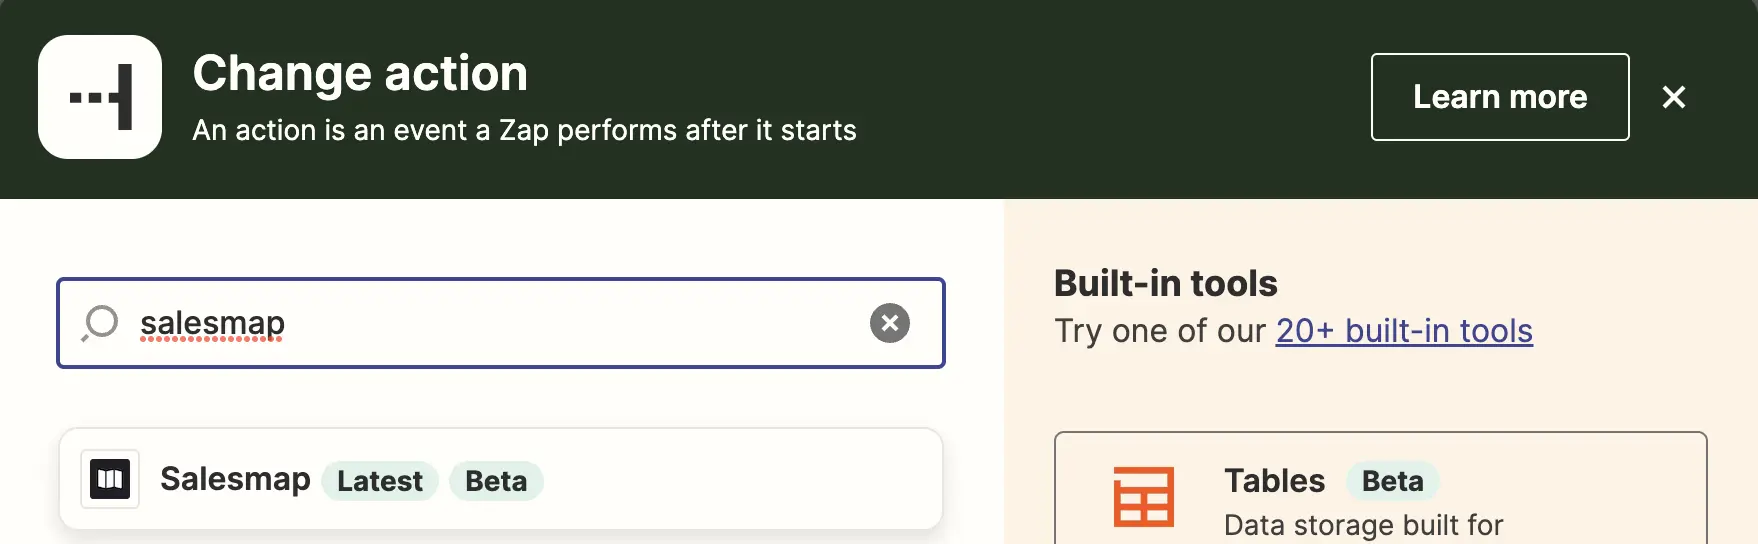 Change action
An action is an event a Zap performs after it starts
Learn more
salesmap
Salesmap Latest Beta
Built-in tools
Try one of our 20+ built-in tools
Tables Beta
Data storage built for